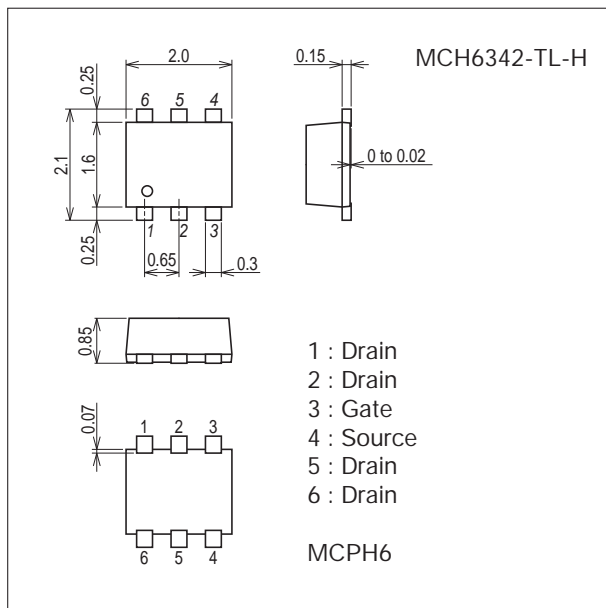 MCH6342-TL-H
2.0
0.15
0.25
6 5 4
2.1
1.6
0 to 0.02
0.25
1 2 3
0.65
0.3
0.85
0.07
1 2 3
6 5 4
1 : Drain
2 : Drain
3 : Gate
4 : Source
5 : Drain
6 : Drain
MCPH6